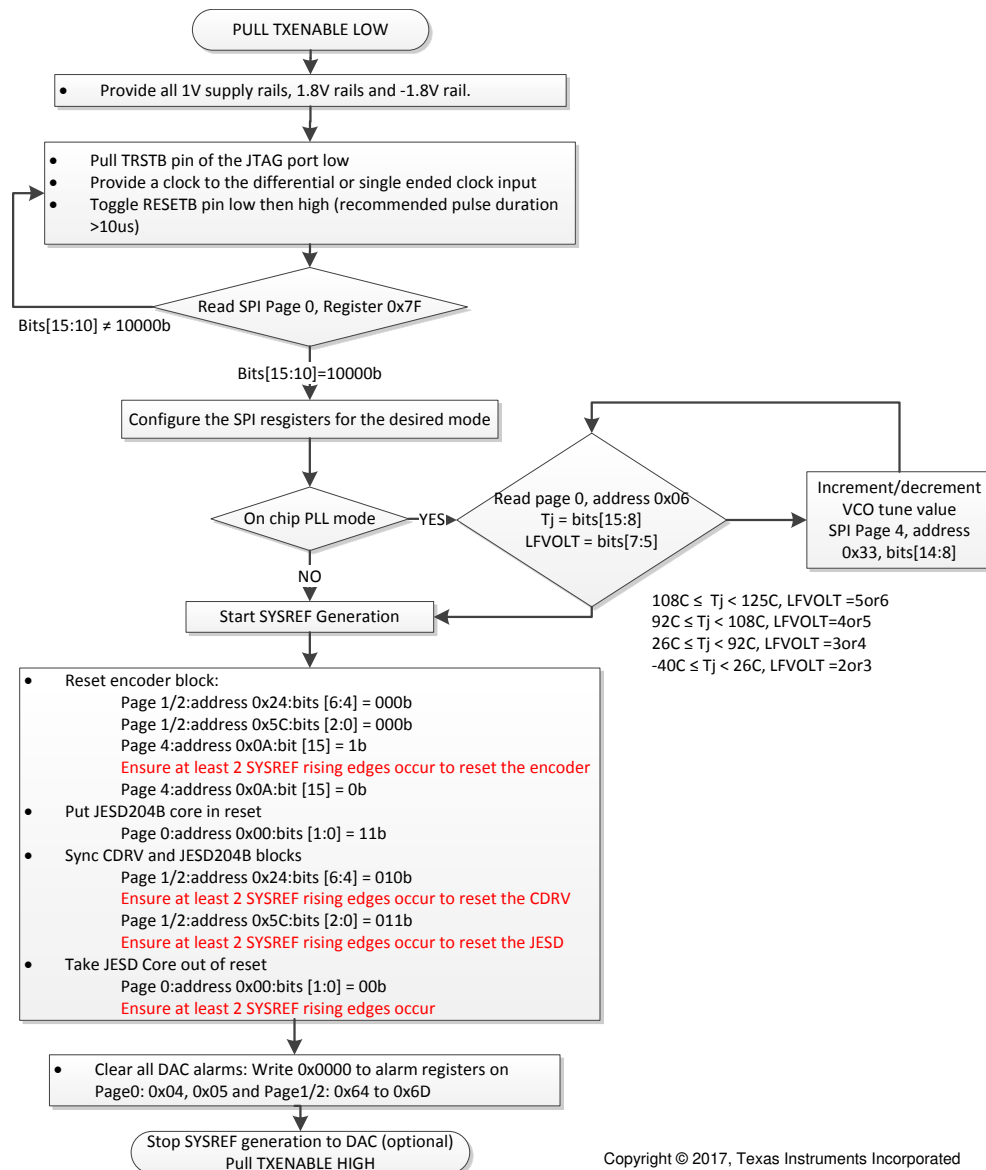 PULL TXENABLE LOW
• Provide all 1V supply rails, 1.8V rails and -1.8V rail.
• Pull TRSTB pin of the JTAG port low
• Provide a clock to the differential or single ended clock input
• Toggle RESETB pin low then high (recommended pulse duration
>10us)
Read SPI Page 0, Register 0x7F
Bits[15:10] ≠ 10000b
Bits[15:10]=10000b
Configure the SPI resgisters for the desired mode
On chip PLL mode
YES
Read page 0, address 0x06
Tj = bits[15:8]
LFVOLT = bits[7:5]
Increment/decrement
VCO tune value
SPI Page 4, address
0x33, bits[14:8]
NO
108C ≤ Tj < 125C, LFVOLT =5or6
92C ≤ Tj < 108C, LFVOLT=4or5
26C ≤ Tj < 92C, LFVOLT =3or4
-40C ≤ Tj < 26C, LFVOLT =2or3
Start SYSREF Generation
• Reset encoder block:
Page 1/2:address 0x24:bits [6:4] = 000b
Page 1/2:address 0x5C:bits [2:0] = 000b
Page 4:address 0x0A:bit [15] = 1b
Ensure at least 2 SYSREF rising edges occur to reset the encoder
Page 4:address 0x0A:bit [15] = 0b
• Put JESD204B core in reset
Page 0:address 0x00:bits [1:0] = 11b
• Sync CDRV and JESD204B blocks
Page 1/2:address 0x24:bits [6:4] = 010b
Ensure at least 2 SYSREF rising edges occur to reset the CDRV
Page 1/2:address 0x5C:bits [2:0] = 011b
Ensure at least 2 SYSREF rising edges occur to reset the JESD
• Take JESD Core out of reset
Page 0:address 0x00:bits [1:0] = 00b
Ensure at least 2 SYSREF rising edges occur
• Clear all DAC alarms: Write 0x0000 to alarm registers on
Page0: 0x04, 0x05 and Page1/2: 0x64 to 0x6D
Stop SYSREF generation to DAC (optional)
Pull TXENABLE HIGH
Copyright © 2017, Texas Instruments Incorporated